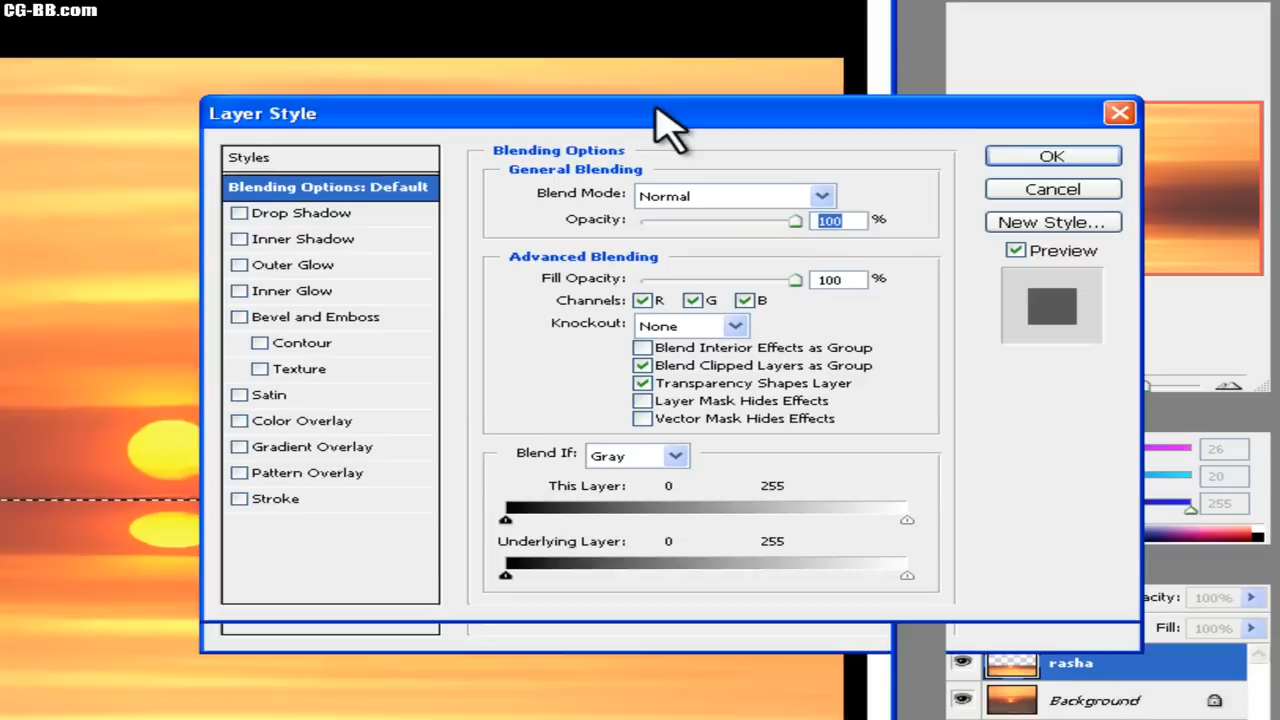 CG-BB.com
Layer Style
Styles
Blending Options: Default
Drop Shadow
Inner Shadow
Outer Glow
Inner Glow
Bevel and Emboss
Contour
Texture
Satin
Color Overlay
Gradient Overlay
Pattern Overlay
Stroke
Blending Options
General Blending
Blend Mode: Normal
Opacity: 100 %
Advanced Blending
Fill Opacity: 100 %
Channels: R G B
Knockout: None
Blend Interior Effects as Group
Blend Clipped Layers as Group
Transparency Shapes Layer
Layer Mask Hides Effects
Vector Mask Hides Effects
Blend If: Gray
This Layer: 0 255
Underlying Layer: 0 255
OK
Cancel
New Style...
Preview
26
20
255
acity: 100%
Fill: 100%
rasha
Background